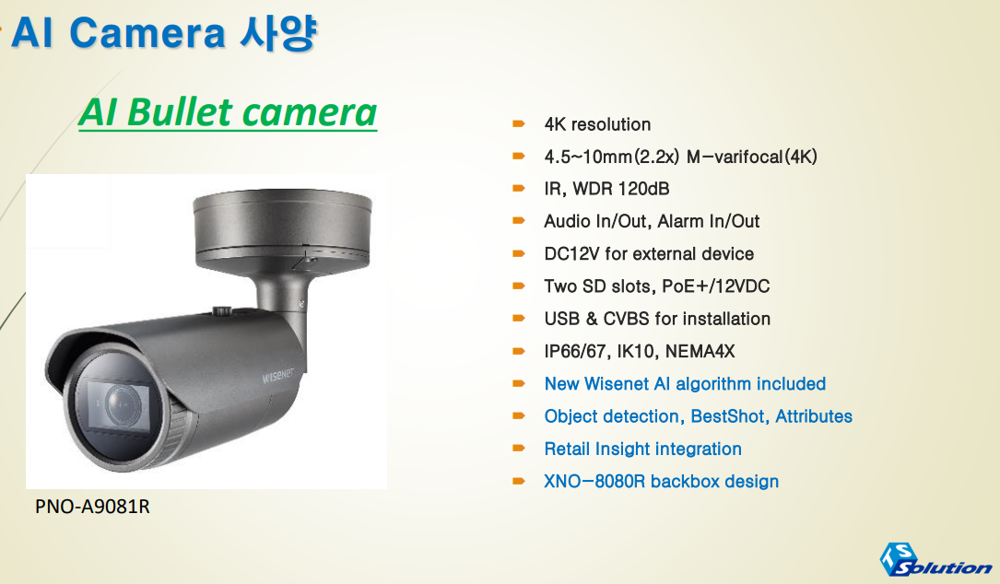 AI Camera 사양
AI Bullet camera
4K resolution
4.5~10mm(2.2x) M-varifocal(4K)
IR, WDR 120dB
Audio In/Out, Alarm In/Out
DC12V for external device
Two SD slots, PoE+/12VDC
USB & CVBS for installation
IP66/67, IK10, NEMA4X
New Wisenet AI algorithm included
Object detection, BestShot, Attributes
Retail Insight integration
XNO-8080R backbox design
WISENET
PNO-A9081R
TS Solution